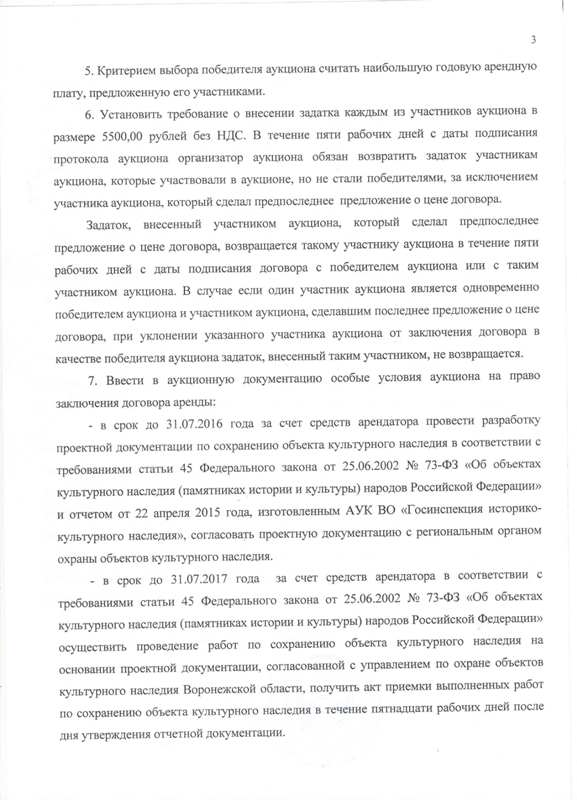 3
5. Критерием выбора победителя аукциона считать наибольшую годовую арендную
плату, предложенную его участниками.
6. Установить требование о внесении задатка каждым из участников аукциона в
размере 5500,00 рублей без НДС. В течение пяти рабочих дней с даты подписания
протокола аукциона организатор аукциона обязан возвратить задаток участникам
аукциона, которые участвовали в аукционе, но не стали победителями, за исключением
участника аукциона, который сделал предпоследнее предложение о цене договора.
Задаток, внесенный участником аукциона, который сделал предпоследнее
предложение о цене договора, возвращается такому участнику аукциона в течение пяти
рабочих дней с даты подписания договора с победителем аукциона или с таким
участником аукциона. В случае если один участник аукциона является одновременно
победителем аукциона и участником аукциона, сделавшим последнее предложение о цене
договора, при уклонении указанного участника аукциона от заключения договора в
качестве победителя аукциона задаток, внесенный таким участником, не возвращается.
7. Ввести в аукционную документацию особые условия аукциона на право
заключения договора аренды:
- в срок до 31.07.2016 года за счет средств арендатора провести разработку
проектной документации по сохранению объекта культурного наследия в соответствии с
требованиями статьи 45 Федерального закона от 25.06.2002 № 73-ФЗ «Об объектах
культурного наследия (памятниках истории и культуры) народов Российской Федерации»
и отчетом от 22 апреля 2015 года, изготовленным АУК ВО «Госинспекция историко-
культурного наследия», согласовать проектную документацию с региональным органом
охраны объектов культурного наследия.
- в срок до 31.07.2017 года за счет средств арендатора в соответствии с
требованиями статьи 45 Федерального закона от 25.06.2002 № 73-ФЗ «Об объектах
культурного наследия (памятниках истории и культуры) народов Российской Федерации»
осуществить проведение работ по сохранению объекта культурного наследия на
основании проектной документации, согласованной с управлением по охране объектов
культурного наследия Воронежской области, получить акт приемки выполненных работ
по сохранению объекта культурного наследия в течение пятнадцати рабочих дней после
дня утверждения отчетной документации.